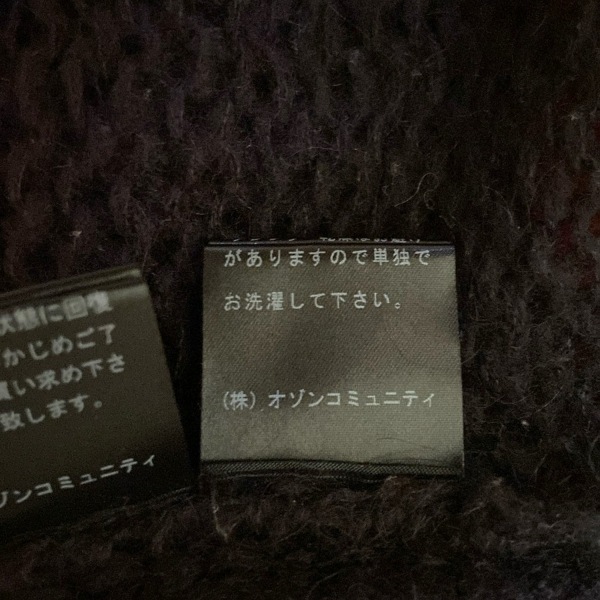 状態に回復
かじめご了
買い求め下さ
致します。
ゾンコミュニティ
がありますので単独で
お洗濯して下さい。
(株) オゾンコミュニティ